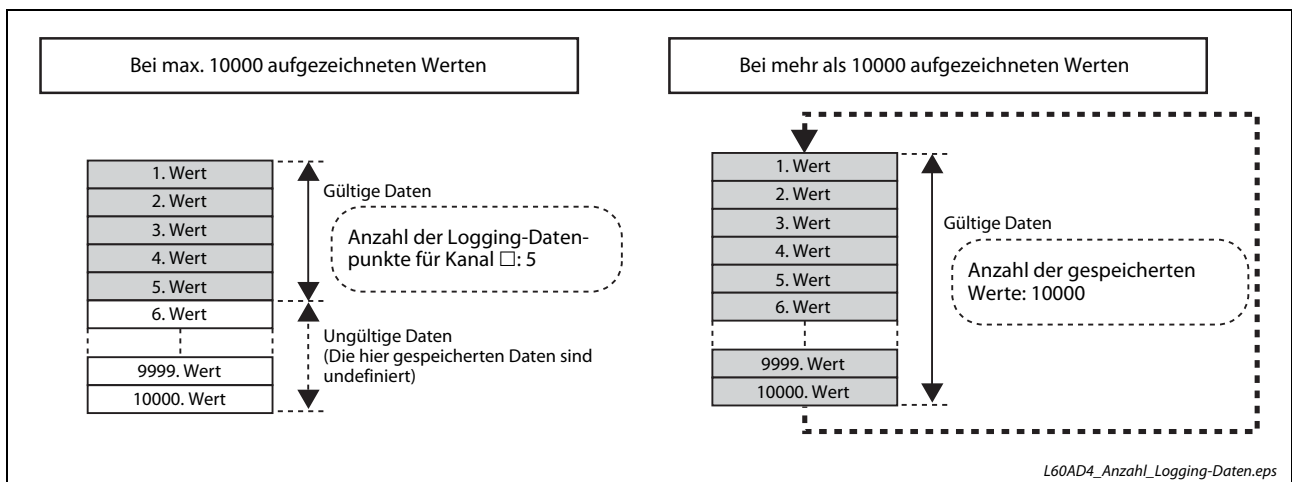 Bei max. 10000 aufgezeichneten Werten
1. Wert
2. Wert
3. Wert
4. Wert
5. Wert
6. Wert
9999. Wert
10000. Wert
Gültige Daten
Anzahl der Logging-Daten-
punkte für Kanal □: 5
Ungültige Daten
(Die hier gespeicherten Daten sind
undefiniert)
Bei mehr als 10000 aufgezeichneten Werten
1. Wert
2. Wert
3. Wert
4. Wert
5. Wert
6. Wert
9999. Wert
10000. Wert
Gültige Daten
Anzahl der gespeicherten
Werte: 10000
L60AD4_Anzahl_Logging-Daten.eps